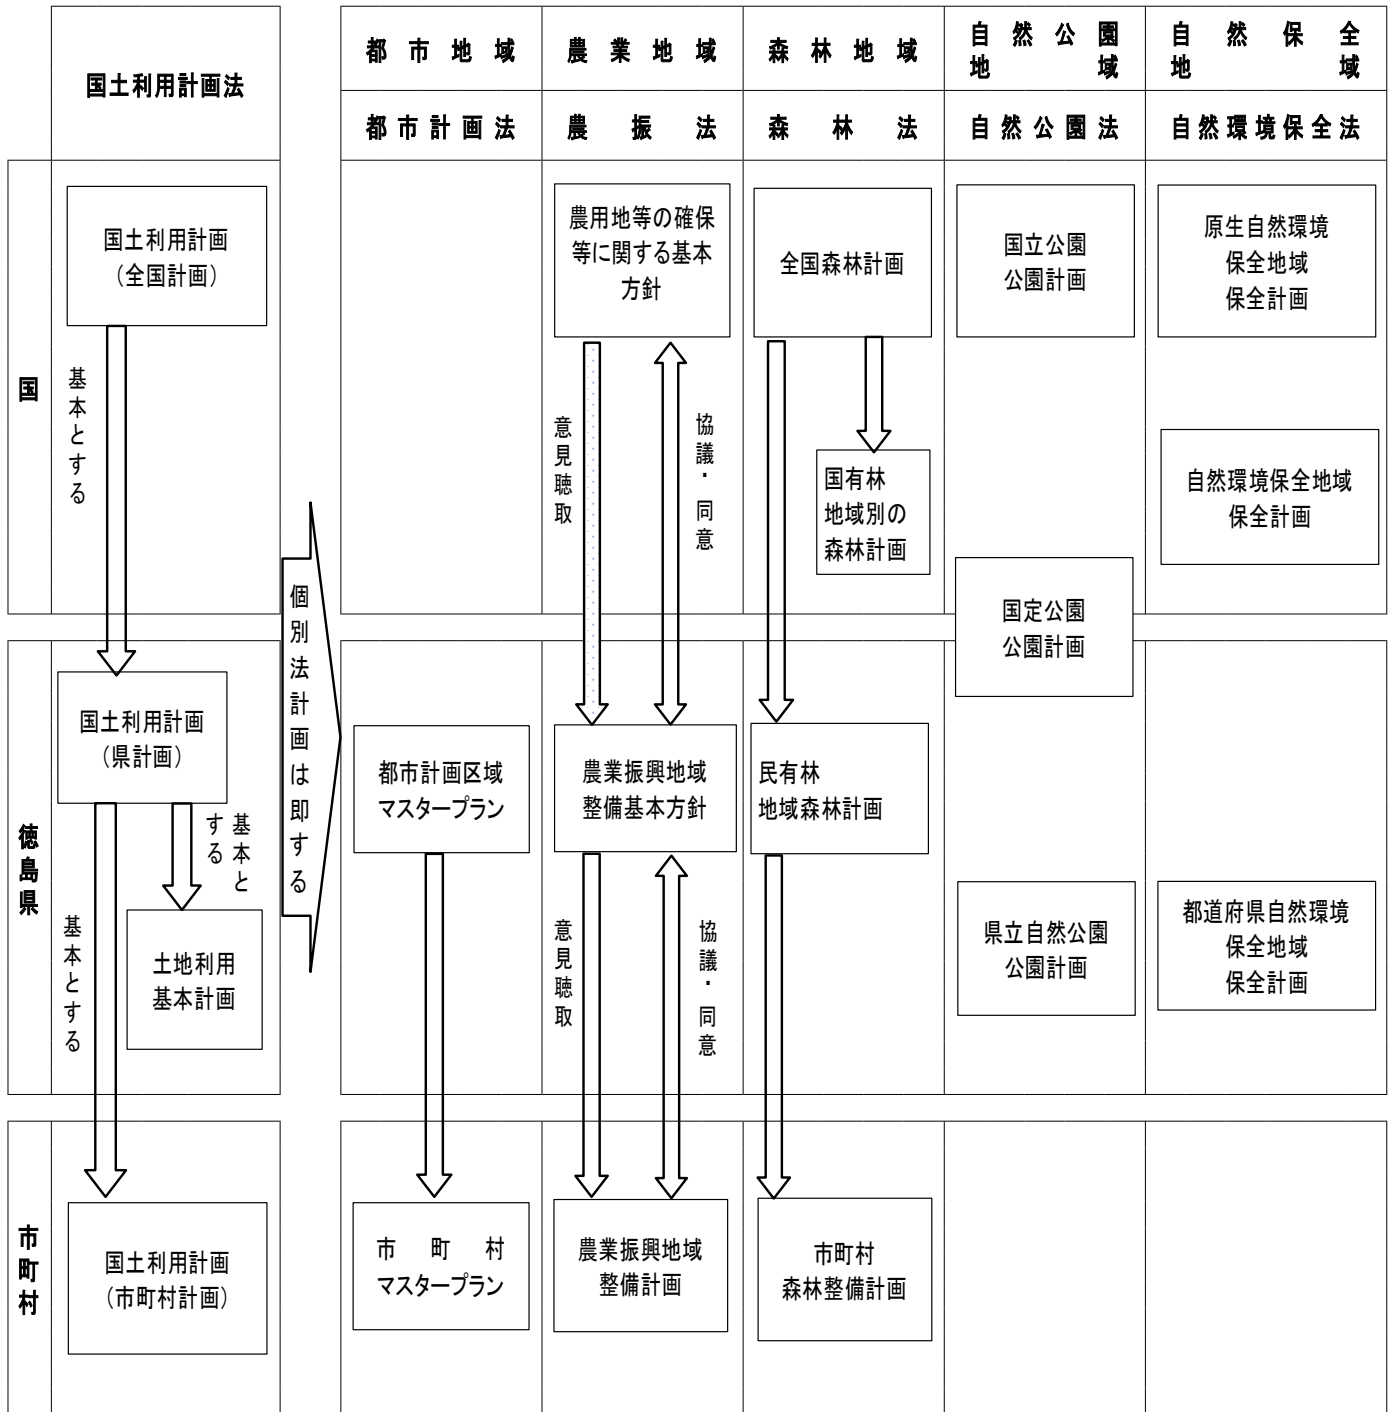 国土利用計画法
都市地域
農業地域
森林地域
自然公園
地域
自然保全
地域
都市計画法
農振法
森林法
自然公園法
自然環境保全法
国
国土利用計画
（全国計画）
基本とする
農用地等の確保
等に関する基本
方針
意見聴取
協議・同意
全国森林計画
国有林
地域別の
森林計画
国立公園
公園計画
国定公園
公園計画
原生自然環境
保全地域
保全計画
自然環境保全地域
保全計画
個別法計画は即する
徳島県
国土利用計画
（県計画）
基本と
する
基本とする
土地利用
基本計画
都市計画区域
マスタープラン
農業振興地域
整備基本方針
意見聴取
協議・同意
民有林
地域森林計画
県立自然公園
公園計画
都道府県自然環境
保全地域
保全計画
市町村
国土利用計画
（市町村計画）
市町村
マスタープラン
農業振興地域
整備計画
市町村
森林整備計画